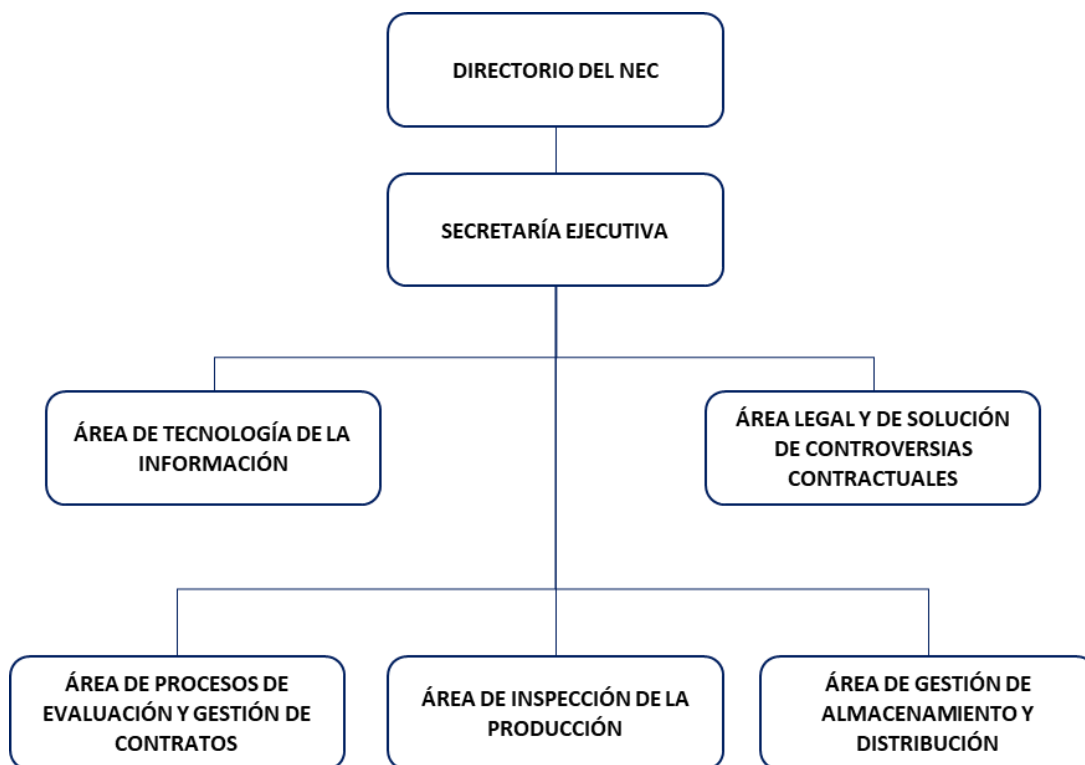 DIRECTORIO DEL NEC
SECRETARÍA EJECUTIVA
ÁREA DE TECNOLOGÍA DE LA
INFORMACIÓN
ÁREA LEGAL Y DE SOLUCIÓN
DE CONTROVERSIAS
CONTRACTUALES
ÁREA DE PROCESOS DE
EVALUACIÓN Y GESTIÓN DE
CONTRATOS
ÁREA DE INSPECCIÓN DE LA
PRODUCCIÓN
ÁREA DE GESTIÓN DE
ALMACENAMIENTO Y
DISTRIBUCIÓN